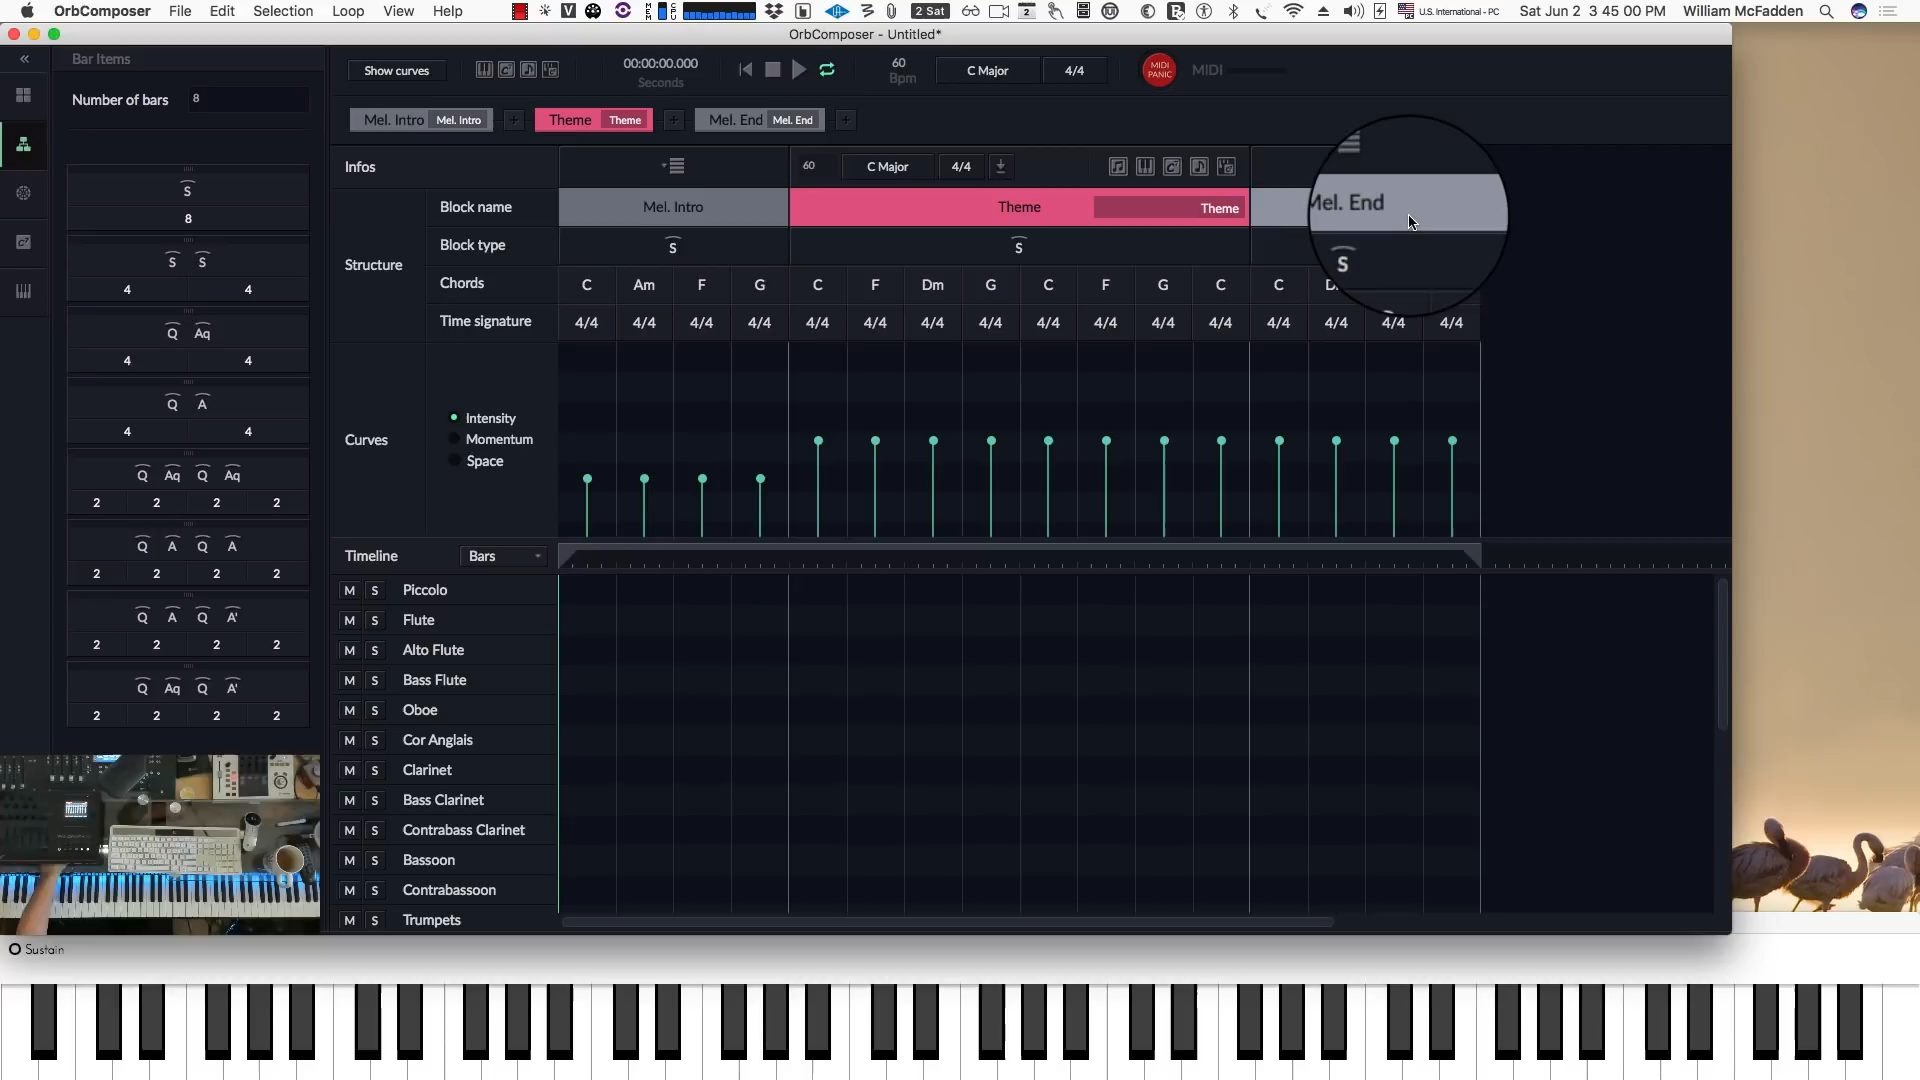 OrbComposer File Edit Selection Loop View Help 2 Sat U.S. International - PC Sat Jun 2 3 45 00 PM William McFadden
OrbComposer - Untitled*
Bar Items
Number of bars 8
S
8
S S
4 4
Q Aq
4 4
Q A
4 4
Q Aq Q Aq
2 2 2 2
Q A Q A
2 2 2 2
Q A Q A'
2 2 2 2
Q Aq Q A'
2 2 2 2
Show curves 00:00:00.000 60 C Major 4/4 MIDI PANIC MIDI
Seconds Bpm
Mel. Intro Mel. Intro + Theme Theme + Mel. End Mel. End +
Infos 60 C Major 4/4
Structure
Block name Mel. Intro Theme Theme Mel. End
Block type S S S
Chords C Am F G C F Dm G C F G C C
Time signature 4/4 4/4 4/4 4/4 4/4 4/4 4/4 4/4 4/4 4/4 4/4 4/4 4/4 4/4 4/4 4/4
Curves
Intensity
Momentum
Space
Timeline Bars
M S Piccolo
M S Flute
M S Alto Flute
M S Bass Flute
M S Oboe
M S Cor Anglais
M S Clarinet
M S Bass Clarinet
M S Contrabass Clarinet
M S Bassoon
M S Contrabassoon
M S Trumpets
Sustain